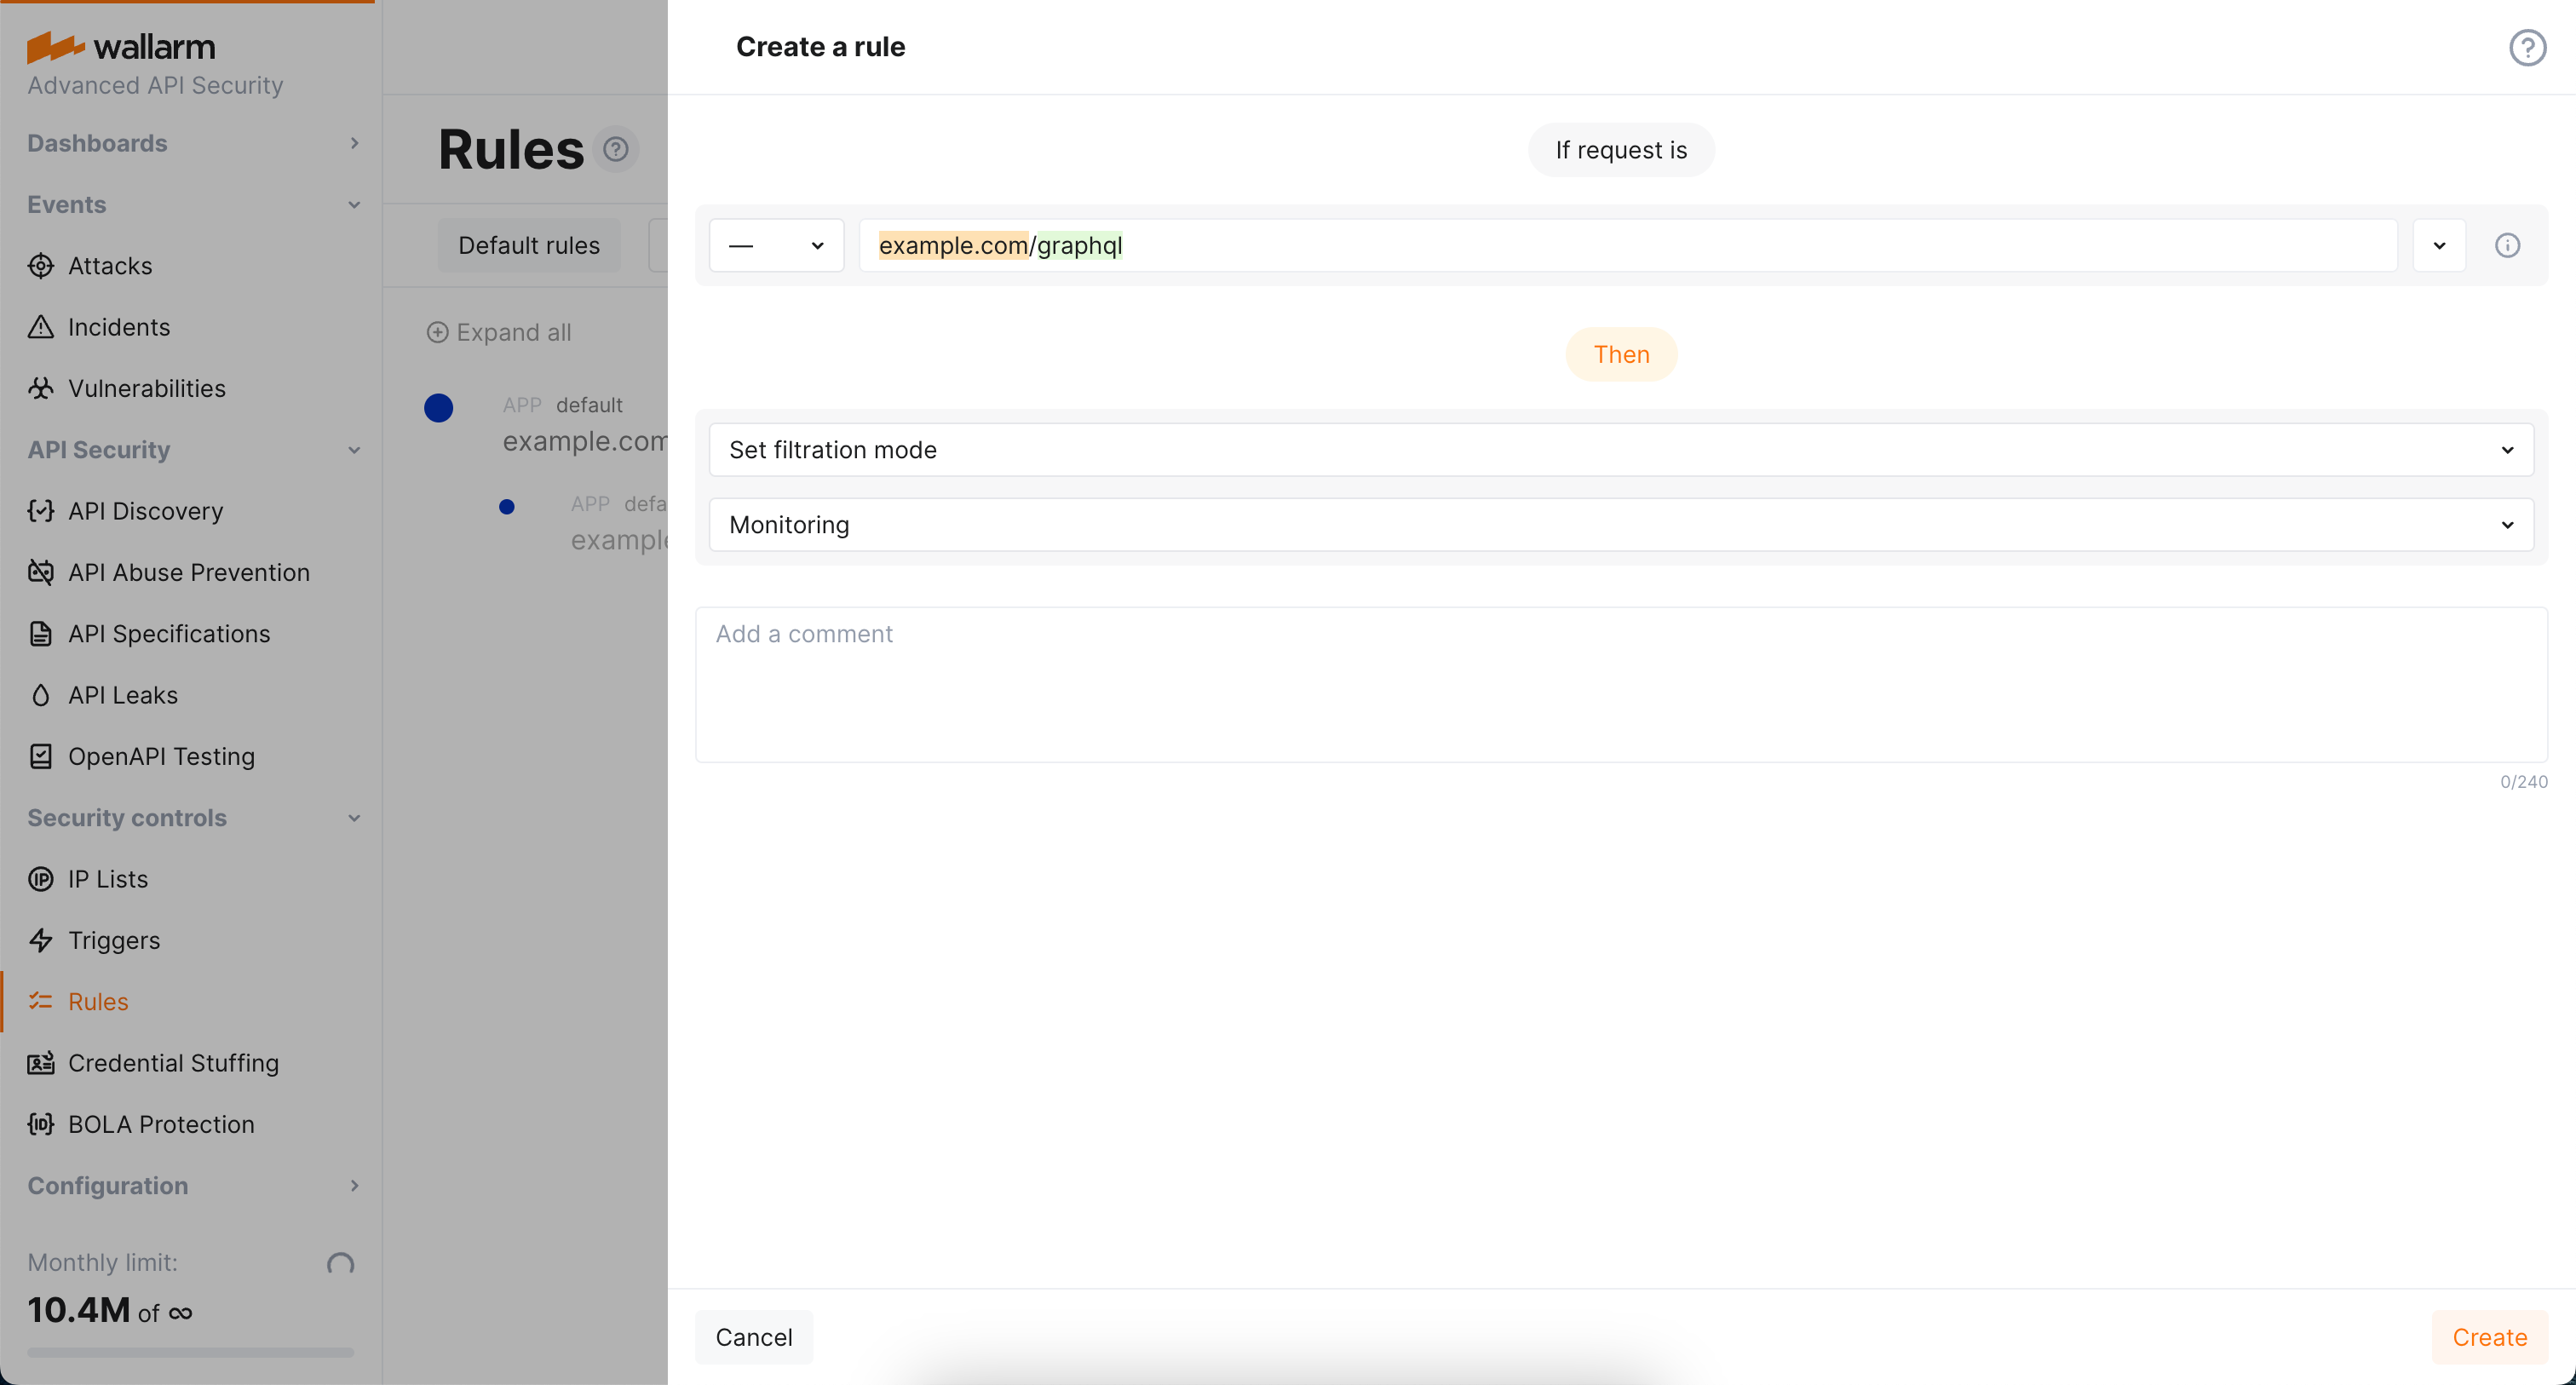 wallarm
Advanced API Security
Dashboards
Events
Attacks
Incidents
Vulnerabilities
API Security
API Discovery
API Abuse Prevention
API Specifications
API Leaks
OpenAPI Testing
Security controls
IP Lists
Triggers
Rules
Credential Stuffing
BOLA Protection
Configuration
Monthly limit:
10.4M of ∞
Rules
Default rules
Expand all
APP default
example.com
APP defa
example
Create a rule
If request is
— example.com/graphql
Then
Set filtration mode
Monitoring
Add a comment
0/240
Cancel
Create